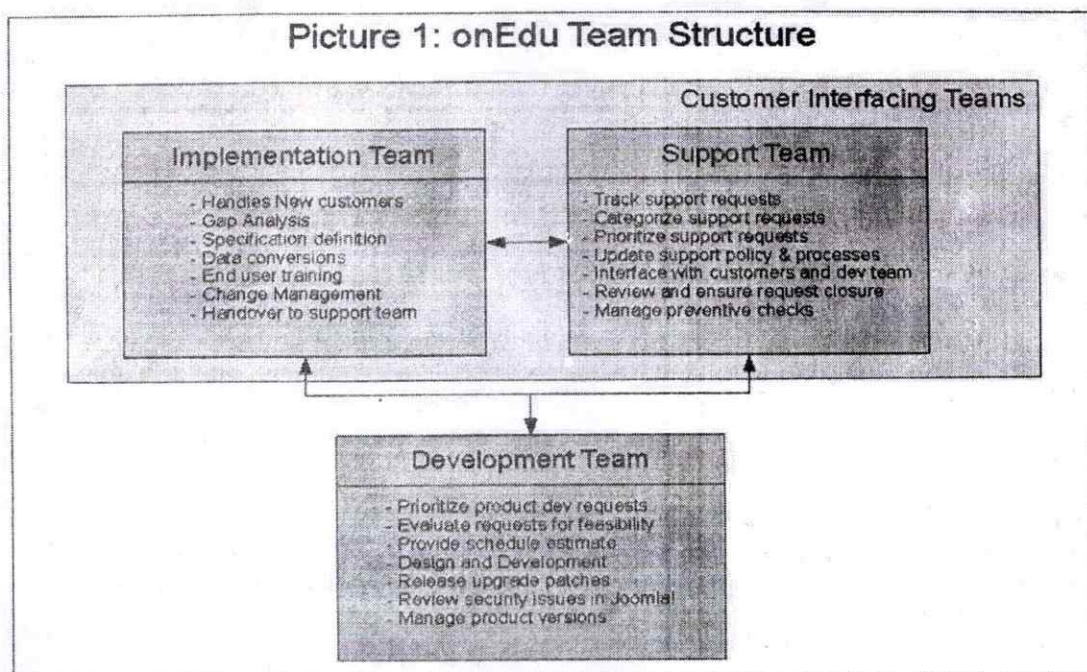 Picture 1: onEdu Team Structure
Customer Interfacing Teams
Implementation Team
- Handles New customers
- Gap Analysis
- Specification definition
- Data conversions
- End user training
- Change Management
- Handover to support team
Support Team
- Track support requests
- Categorize support requests
- Prioritize support requests
- Update support policy & processes
- Interface with customers and dev team
- Review and ensure request closure
- Manage preventive checks
Development Team
- Prioritize product dev requests
- Evaluate requests for feasibility
- Provide schedule estimate
- Design and Development
- Release upgrade patches
- Review security issues in Joomla!
- Manage product versions